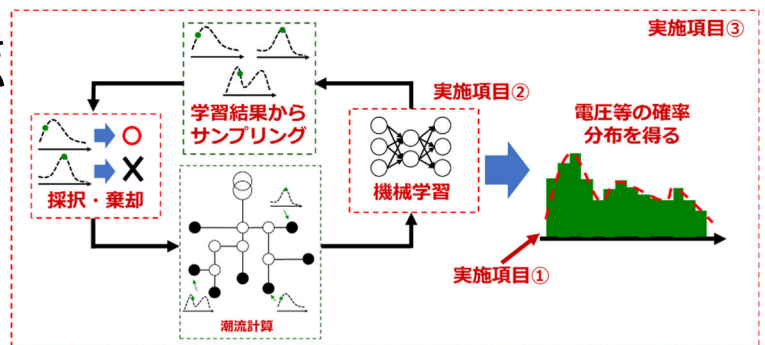 実施項目③
学習結果から
サンプリング
実施項目②
電圧等の確率
分布を得る
採択・棄却
機械学習
実施項目①
潮流計算